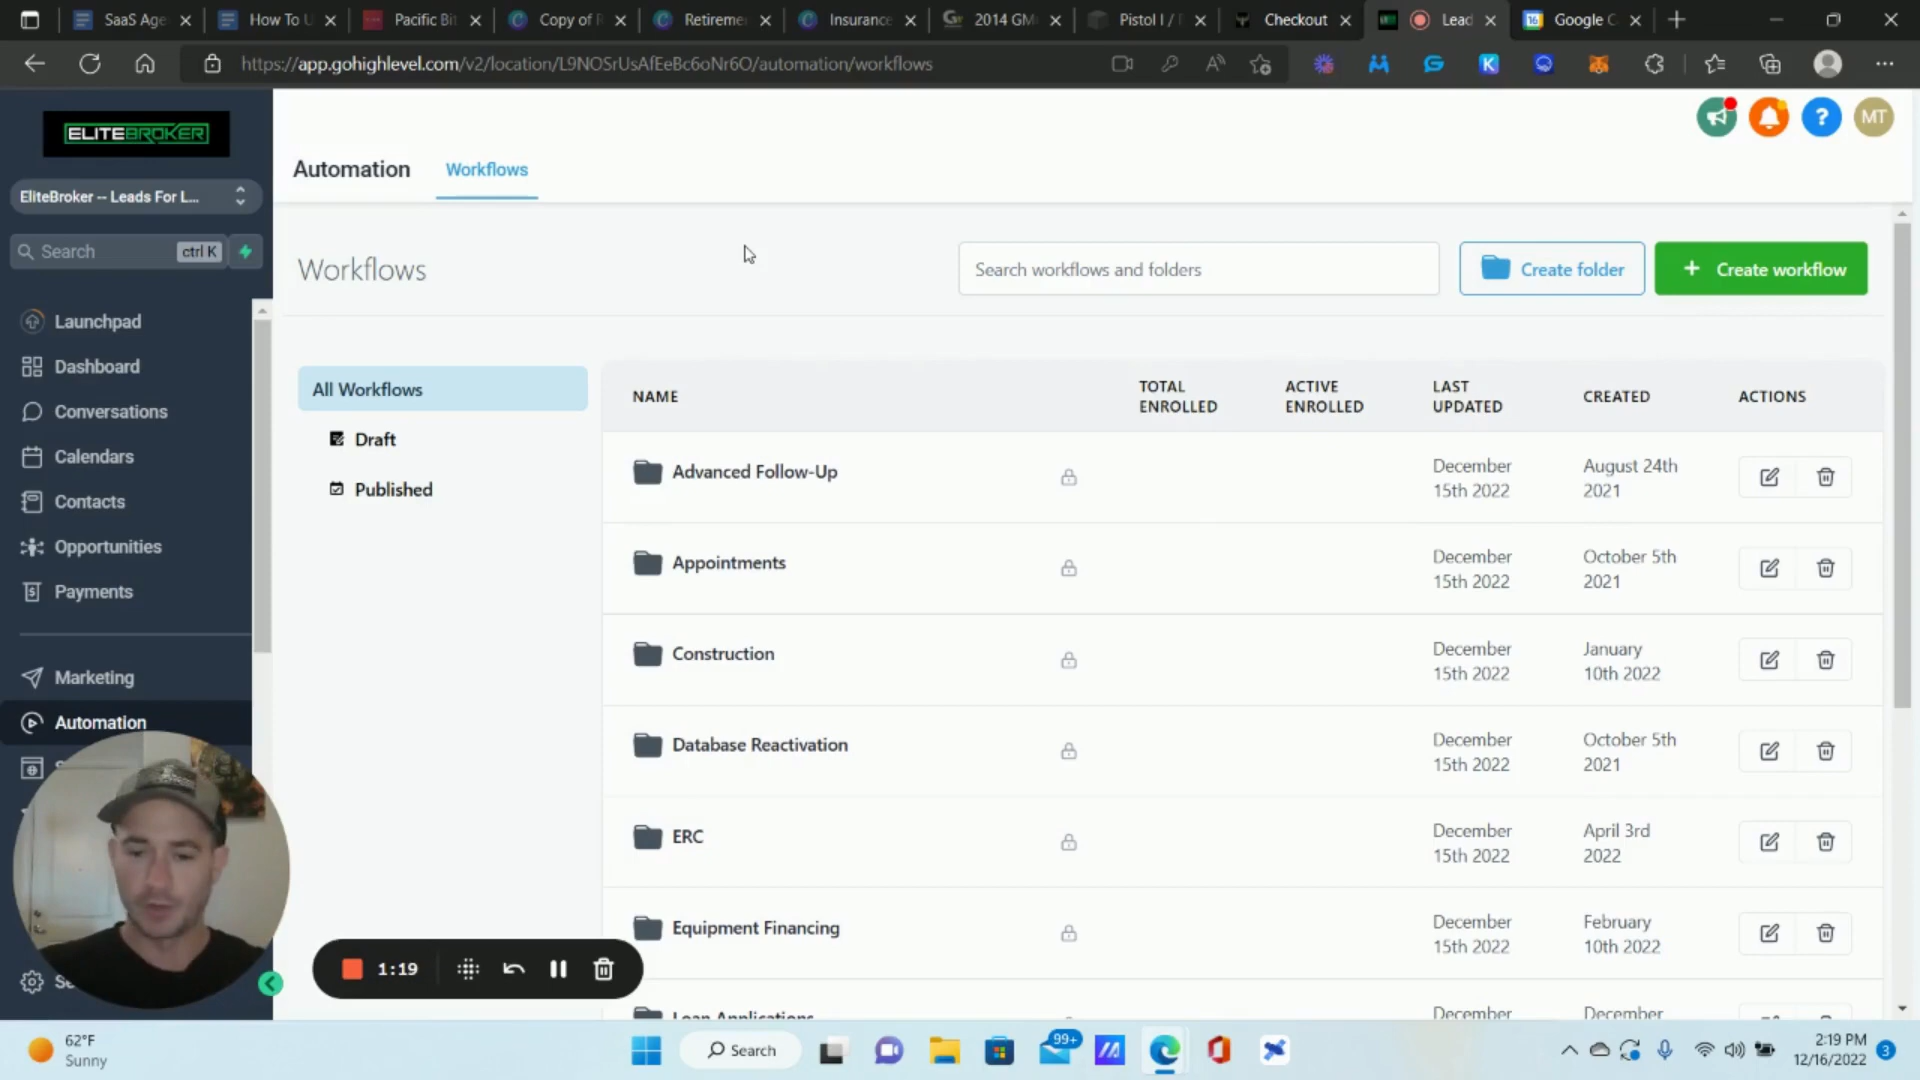 SaaS Age
How To U
Pacific Bit
Copy of R
Retireme
Insurance
2014 GM
Pistol I /
Checkout
Lead
Google C
https://app.gohighlevel.com/v2/location/L9NOSrUsAfEeBc6oNr6O/automation/workflows
ELITEBROKER
EliteBroker -- Leads For L...
Search
ctrl K
Launchpad
Dashboard
Conversations
Calendars
Contacts
Opportunities
Payments
Marketing
Automation
Automation
Workflows
MT
Workflows
Search workflows and folders
Create folder
Create workflow
All Workflows
Draft
Published
NAME
TOTAL
ENROLLED
ACTIVE
ENROLLED
LAST
UPDATED
CREATED
ACTIONS
Advanced Follow-Up
December
15th 2022
August 24th
2021
Appointments
December
15th 2022
October 5th
2021
Construction
December
15th 2022
January
10th 2022
Database Reactivation
December
15th 2022
October 5th
2021
ERC
December
15th 2022
April 3rd
2022
Equipment Financing
December
15th 2022
February
10th 2022
Loan Applications
December
December
1:19
62°F
Sunny
Search
99+
2:19 PM
12/16/2022
3